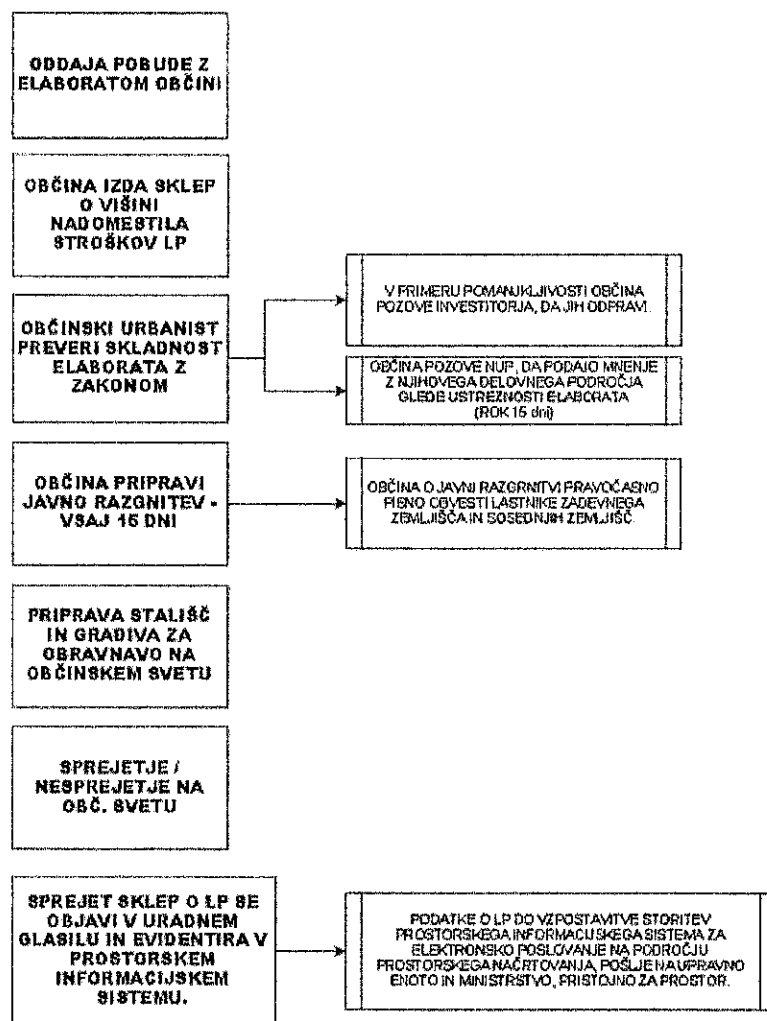 ODDAJA POBUDE Z
ELABORATOM OBČINI
OBČINA IZDA SKLEP
O VIŠINI
NADOMESTILA
STROŠKOV LP
OBČINSKI URBANIST
PREVERI SKLADNOST
ELABORATA Z
ZAKONOM
V PRIMERU POMANJKLJIVOSTI OBČINA
POZOVE INVESTITORJA, DA JIH ODPRAVI.
OBČINA POZOVE NUP, DA PODAJO MNENJE
Z NJIHOVEGA DELOVNEGA PODROČJA
GLEDE USTREZNOSTI ELABORATA
(ROK 15 dni)
OBČINA PRIPRAVI
JAVNO RAZGNITEV -
VSAJ 15 DNI
OBČINA O JAVNI RAZGRNITVI PRAVOČASNO
PISNO OBVESTI LASTNIKE ZADEVNEGA
ZEMLJIŠČA IN SOSEDNJIH ZEMLJIŠČ.
PRIPRAVA STALIŠČ
IN GRADIVA ZA
OBRAVNAVO NA
OBČINSKEM SVETU
SPREJETJE /
NESPREJETJE NA
OBČ. SVETU
SPREJET SKLEP O LP SE
OBJAVI V URADNEM
GLASILU IN EVIDENTIRA V
PROSTORSKEM
INFORMACIJSKEM
SISTEMU.
PODATKE O LP DO VZPOSTAVITVE STORITEV
PROSTORSKEGA INFORMACIJSKEGA SISTEMA ZA
ELEKTRONSKO POSLOVANJE NA PODROČJU
PROSTORSKEGA NAČRTOVANJA, POŠLJE NA UPRAVNO
ENOTO IN MINISTRSTVO, PRISTOJNO ZA PROSTOR.